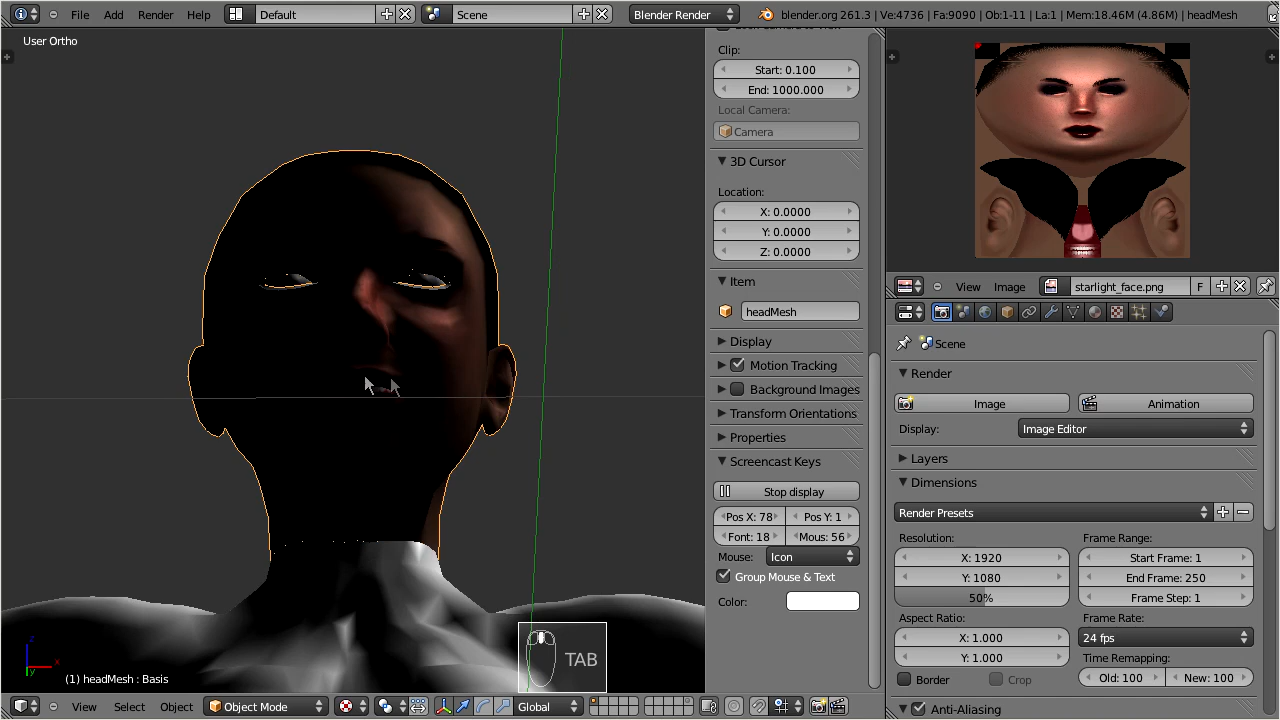 File Add Render Help Default Scene Blender Render blender.org 261.3 | Ve:4736 | Fa:9090 | Ob:1-11 | La:1 | Mem:18.46M (4.86M) | headMesh
User Ortho
Clip:
Start: 0.100
End: 1000.000
Local Camera:
Camera
3D Cursor
Location:
X: 0.0000
Y: 0.0000
Z: 0.0000
Item
headMesh
Display
Motion Tracking
Background Images
Transform Orientations
Properties
Screencast Keys
Stop display
Pos X: 78 Pos Y: 1
Font: 18 Mous: 56
Mouse: Icon
Group Mouse & Text
Color:
TAB
z
x
y
(1) headMesh : Basis
View Select Object Object Mode Global
View Image starlight_face.png F
Scene
Render
Image Animation
Display: Image Editor
Layers
Dimensions
Render Presets
Resolution: Frame Range:
X: 1920 Start Frame: 1
Y: 1080 End Frame: 250
50% Frame Step: 1
Aspect Ratio: Frame Rate:
X: 1.000 24 fps
Y: 1.000 Time Remapping:
Border Crop Old: 100 New: 100
Anti-Aliasing